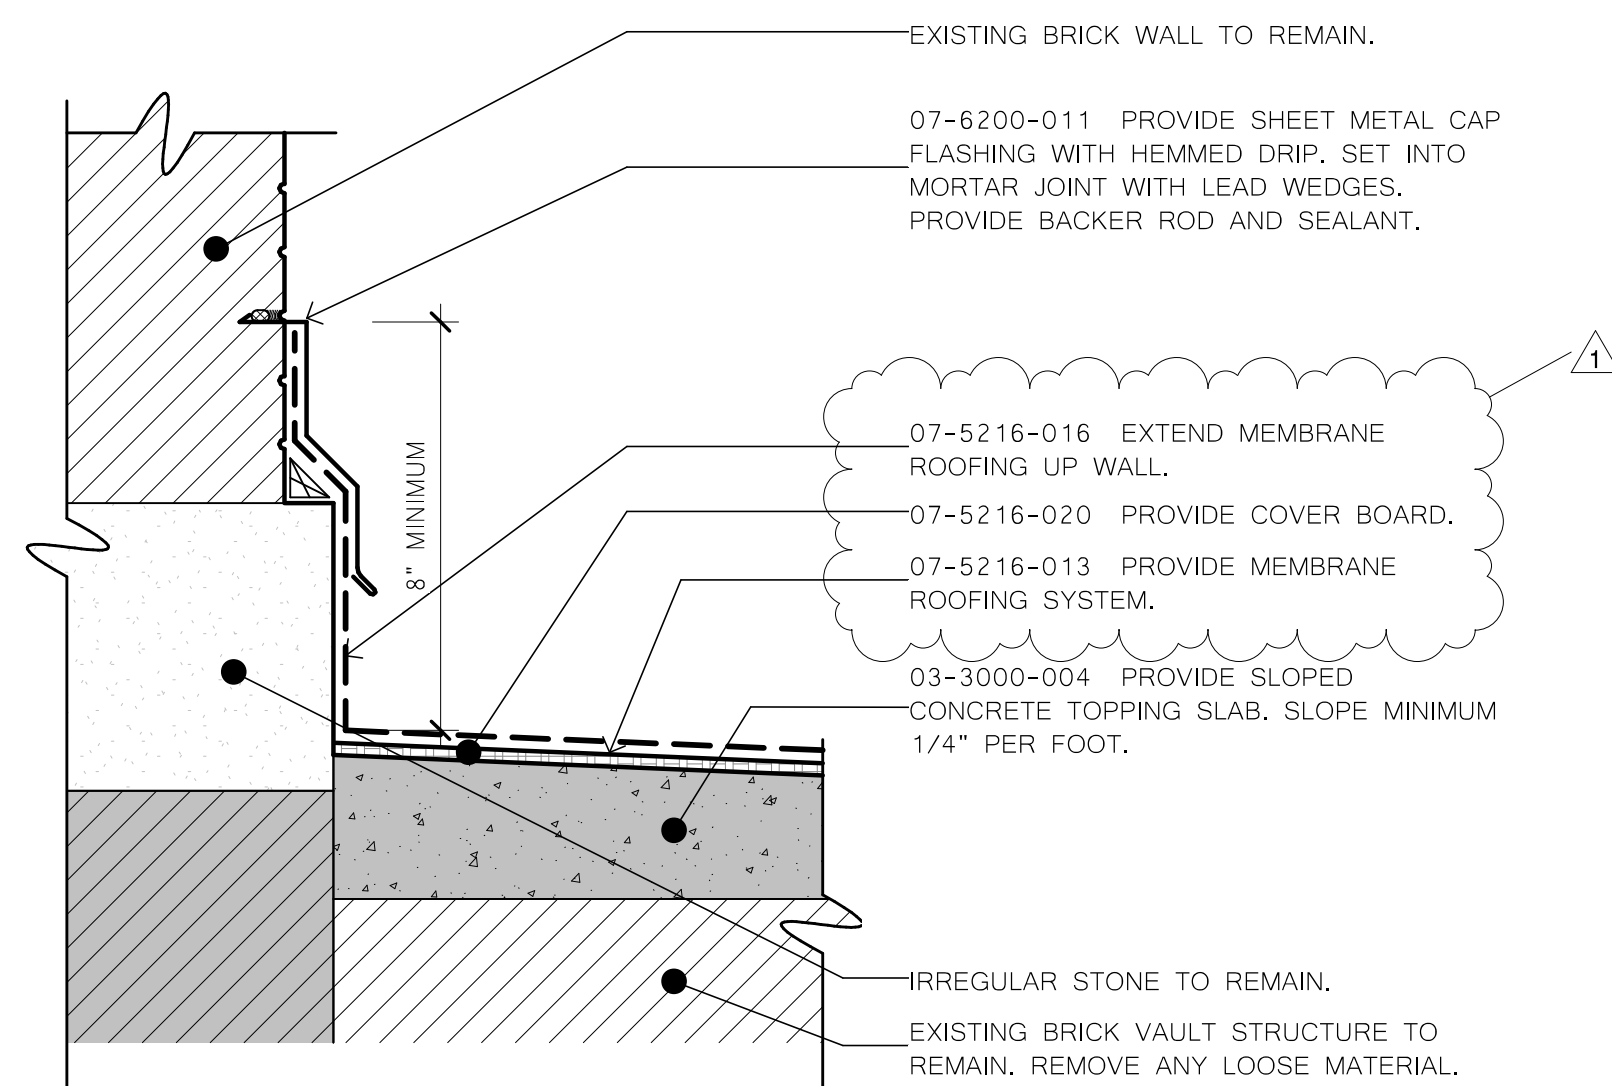 EXISTING BRICK WALL TO REMAIN.
07-6200-011 PROVIDE SHEET METAL CAP
FLASHING WITH HEMMED DRIP. SET INTO
MORTAR JOINT WITH LEAD WEDGES.
PROVIDE BACKER ROD AND SEALANT.
1
07-5216-016 EXTEND MEMBRANE
ROOFING UP WALL.
8" MINIMUM
07-5216-020 PROVIDE COVER BOARD.
07-5216-013 PROVIDE MEMBRANE
ROOFING SYSTEM.
03-3000-004 PROVIDE SLOPED
CONCRETE TOPPING SLAB. SLOPE MINIMUM
1/4" PER FOOT.
IRREGULAR STONE TO REMAIN.
EXISTING BRICK VAULT STRUCTURE TO
REMAIN. REMOVE ANY LOOSE MATERIAL.